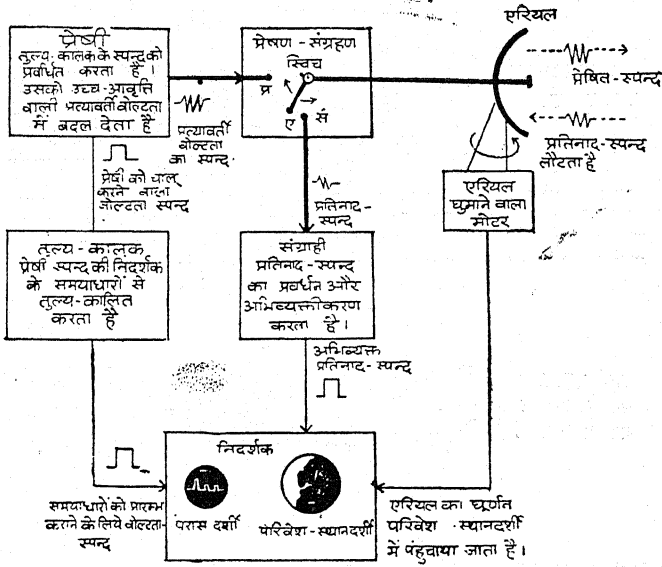 प्रेषी
तुल्य-कालक के स्पन्द को
प्रवर्धित करता है।
उसको उच्च-आवृत्ति
वाली प्रत्यावर्ती वोल्टता
में बदल देता है
प्रेषण - संग्रहण
स्विच
प्र
ए
सं
एरियल
प्रेषित-स्पन्द
प्रतिनाद-स्पन्द
लौटता है
प्रत्यावर्ती
वोल्टता
का स्पन्द
प्रेषी को चालू
करने वाला
वोल्टता स्पन्द
प्रतिनाद-
स्पन्द
एरियल
घुमाने वाला
मोटर
तुल्य-कालक
प्रेषी स्पन्द की निदर्शक
के समयाधारों से
तुल्य-कालित
करता है
संग्राही
प्रतिनाद-स्पन्द
का प्रवर्धन और
अभिव्यक्तीकरण
करता है।
अभिव्यक्त
प्रतिनाद-स्पन्द
निदर्शक
परास दर्शी
परिवेश-स्थानदर्शी
समयाधारों को प्रारम्भ
कराने के लिये वोल्टता-
स्पन्द
एरियल का घूर्णन
परिवेश-स्थानदर्शी
में पंहुचाया जाता है।